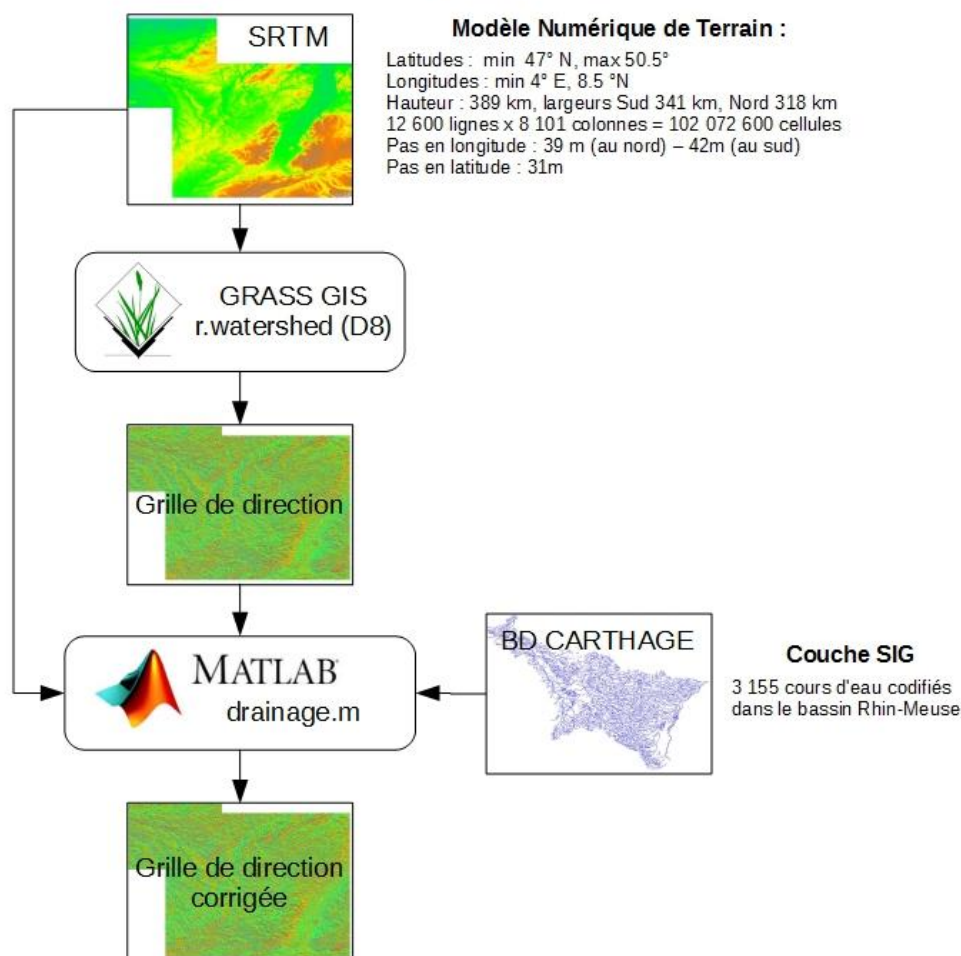 SRTM
Modèle Numérique de Terrain :
Latitudes : min 47° N, max 50.5°
Longitudes : min 4° E, 8.5 °N
Hauteur : 389 km, largeurs Sud 341 km, Nord 318 km
12 600 lignes x 8 101 colonnes = 102 072 600 cellules
Pas en longitude : 39 m (au nord) – 42m (au sud)
Pas en latitude : 31m
GRASS GIS
r.watershed (D8)
Grille de direction
MATLAB
drainage.m
BD CARTHAGE
Couche SIG
3 155 cours d'eau codifiés
dans le bassin Rhin-Meuse
Grille de direction
corrigée